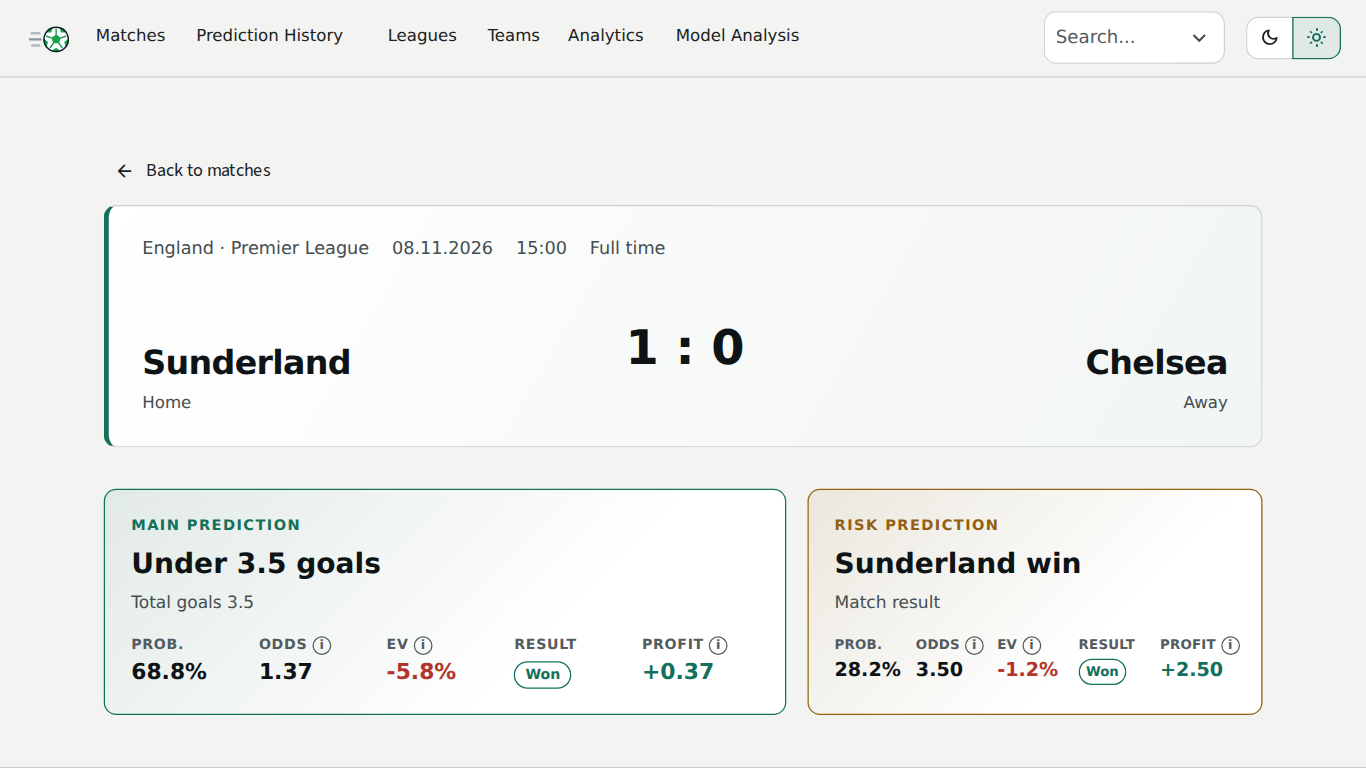 Matches Prediction History Leagues Teams Analytics Model Analysis Search...
Back to matches
England · Premier League 08.11.2026 15:00 Full time
1 : 0
Sunderland Chelsea
Home Away
MAIN PREDICTION
Under 3.5 goals
Total goals 3.5
PROB. ODDS i EV i RESULT PROFIT i
68.8% 1.37 -5.8% Won +0.37
RISK PREDICTION
Sunderland win
Match result
PROB. ODDS i EV i RESULT PROFIT i
28.2% 3.50 -1.2% Won +2.50